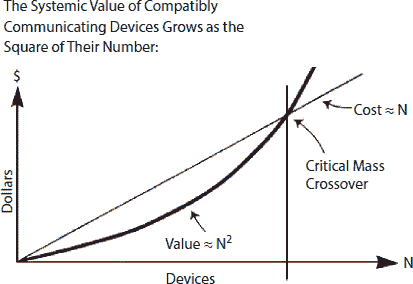 The Systemic Value of Compatibly
Communicating Devices Grows as the
Square of Their Number:
$
Cost ≈ N
Critical Mass
Crossover
Dollars
Value ≈ N²
N
Devices